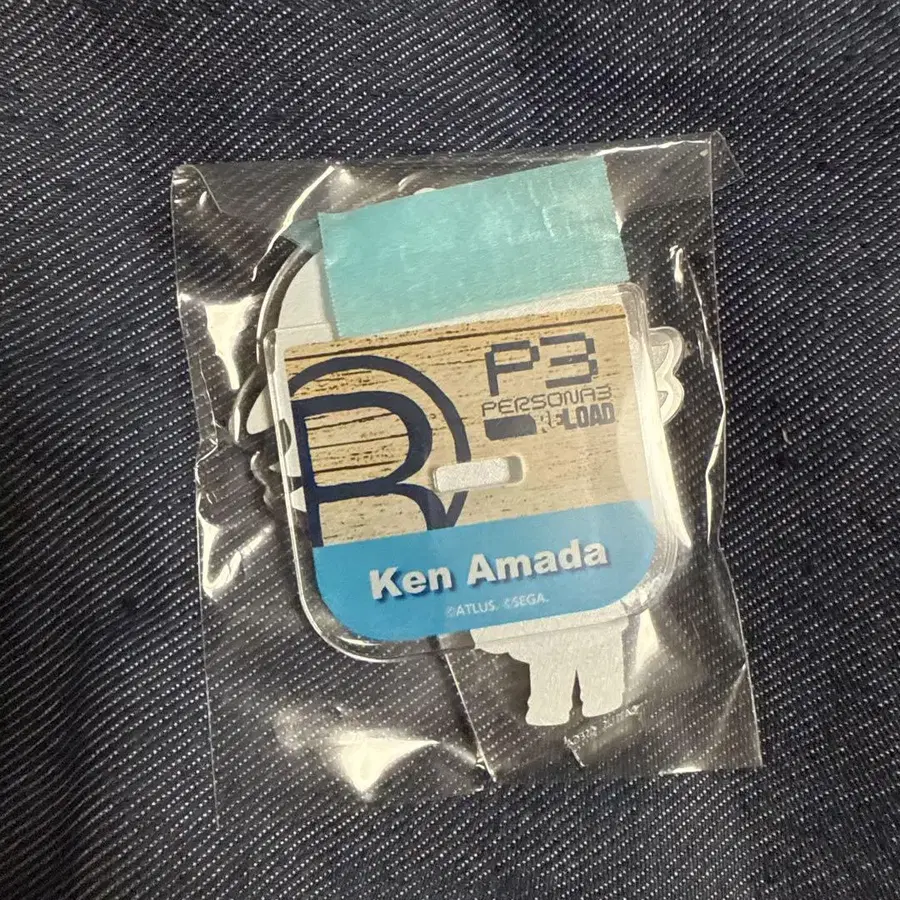 P3
PERSONA3
RELOAD
R
Ken Amada
©ATLUS. ©SEGA.